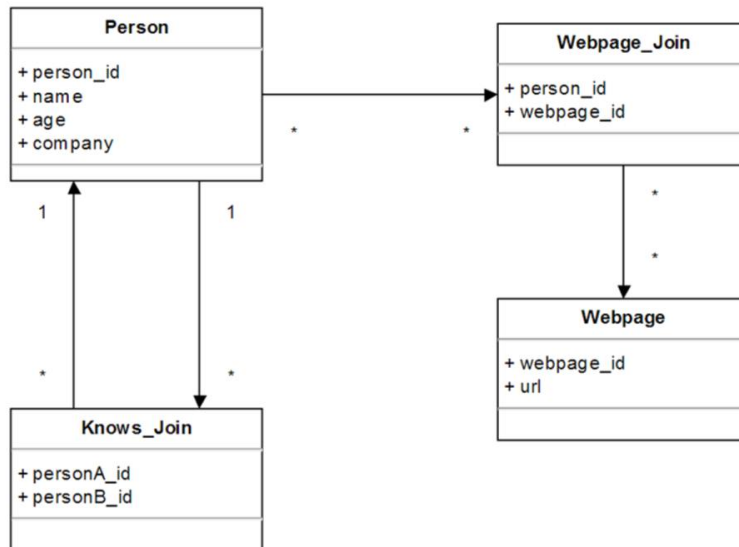 Person
+ person_id
+ name
+ age
+ company
Webpage_Join
+ person_id
+ webpage_id
* *
1 1
*
*
* *
Webpage
+ webpage_id
+ url
Knows_Join
+ personA_id
+ personB_id